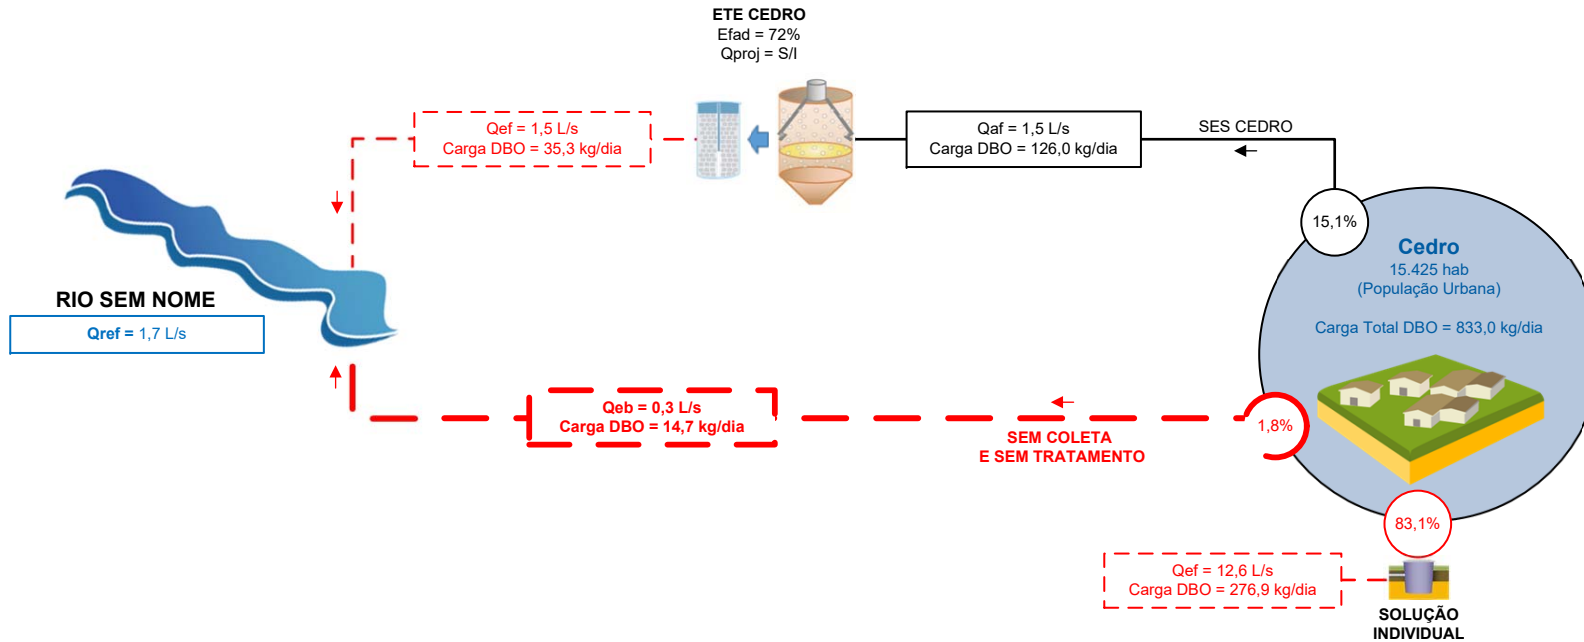 ETE CEDRO
Efad = 72%
Qproj = S/I
Qef = 1,5 L/s
Carga DBO = 35,3 kg/dia
Qaf = 1,5 L/s
Carga DBO = 126,0 kg/dia
SES CEDRO
15,1%
Cedro
15.425 hab
(População Urbana)
Carga Total DBO = 833,0 kg/dia
RIO SEM NOME
Qref = 1,7 L/s
Qeb = 0,3 L/s
Carga DBO = 14,7 kg/dia
SEM COLETA
E SEM TRATAMENTO
1,8%
83,1%
Qef = 12,6 L/s
Carga DBO = 276,9 kg/dia
SOLUÇÃO
INDIVIDUAL